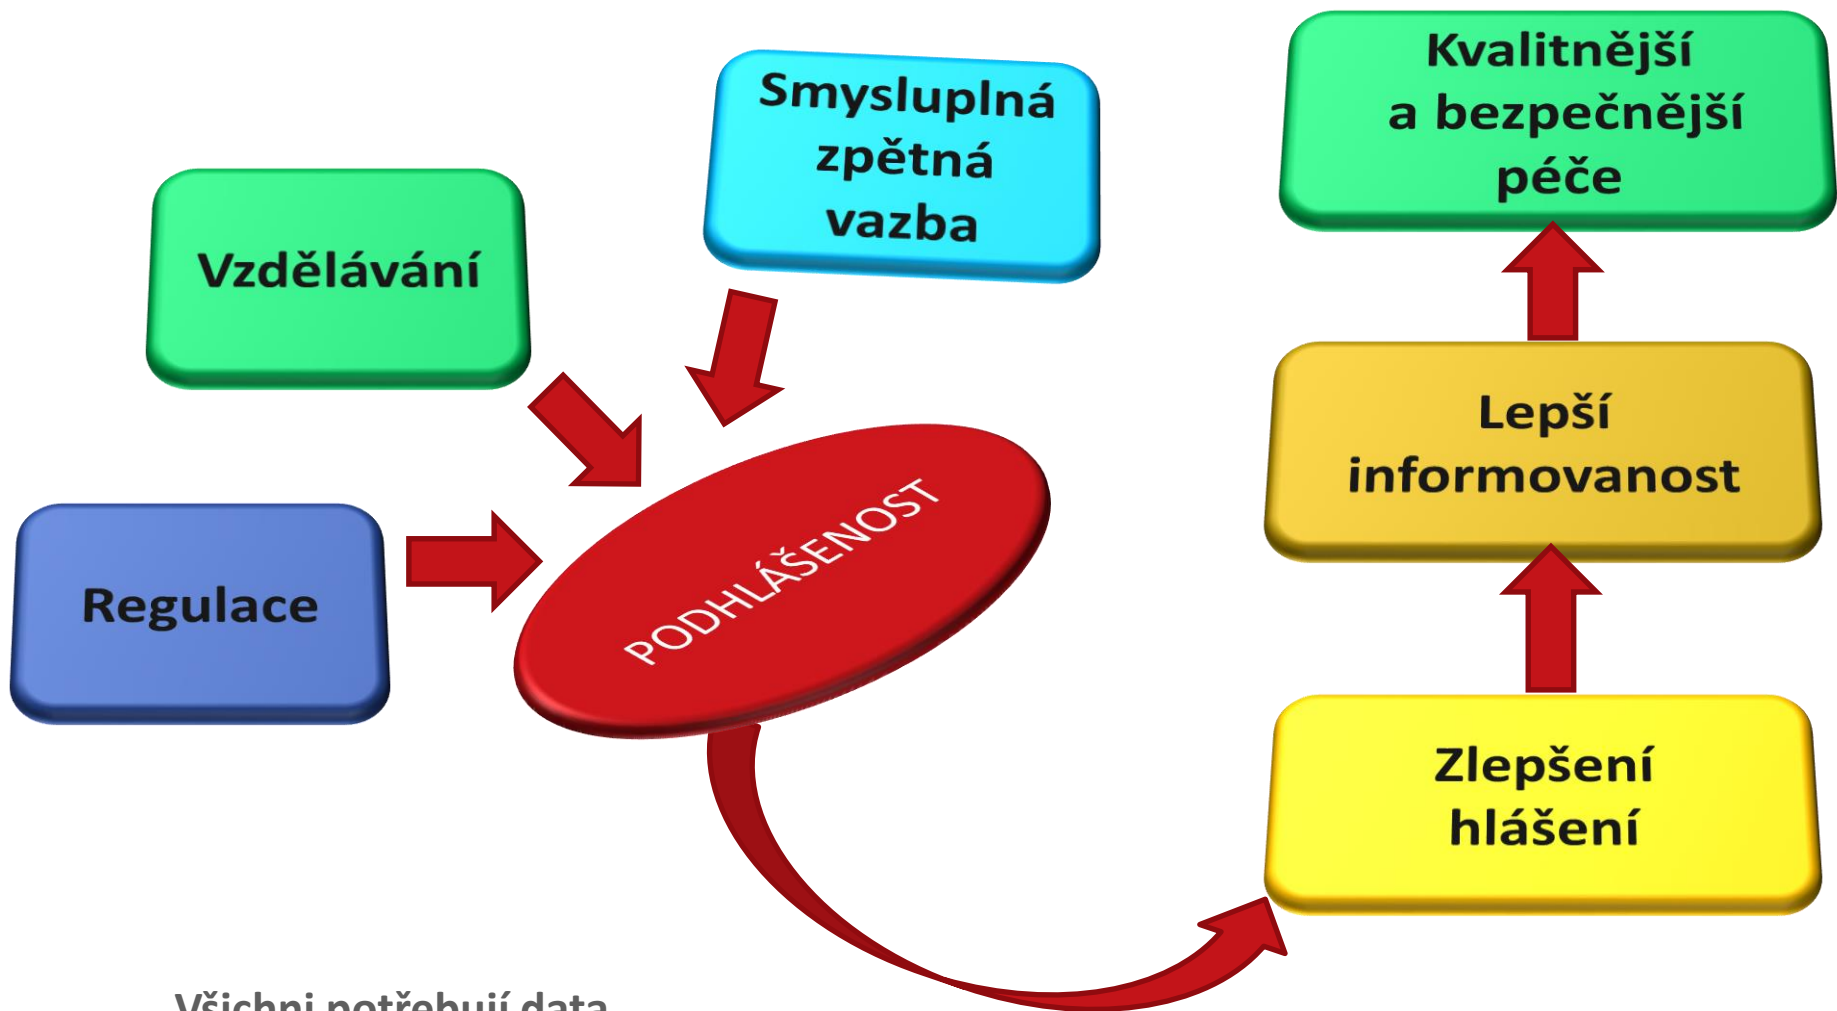 Smysluplná
zpětná
vazba
Vzdělávání
Regulace
PODHLÁŠENOST
Kvalitnější
a bezpečnější
péče
Lepší
informovanost
Zlepšení
hlášení
Všichni potřebují data